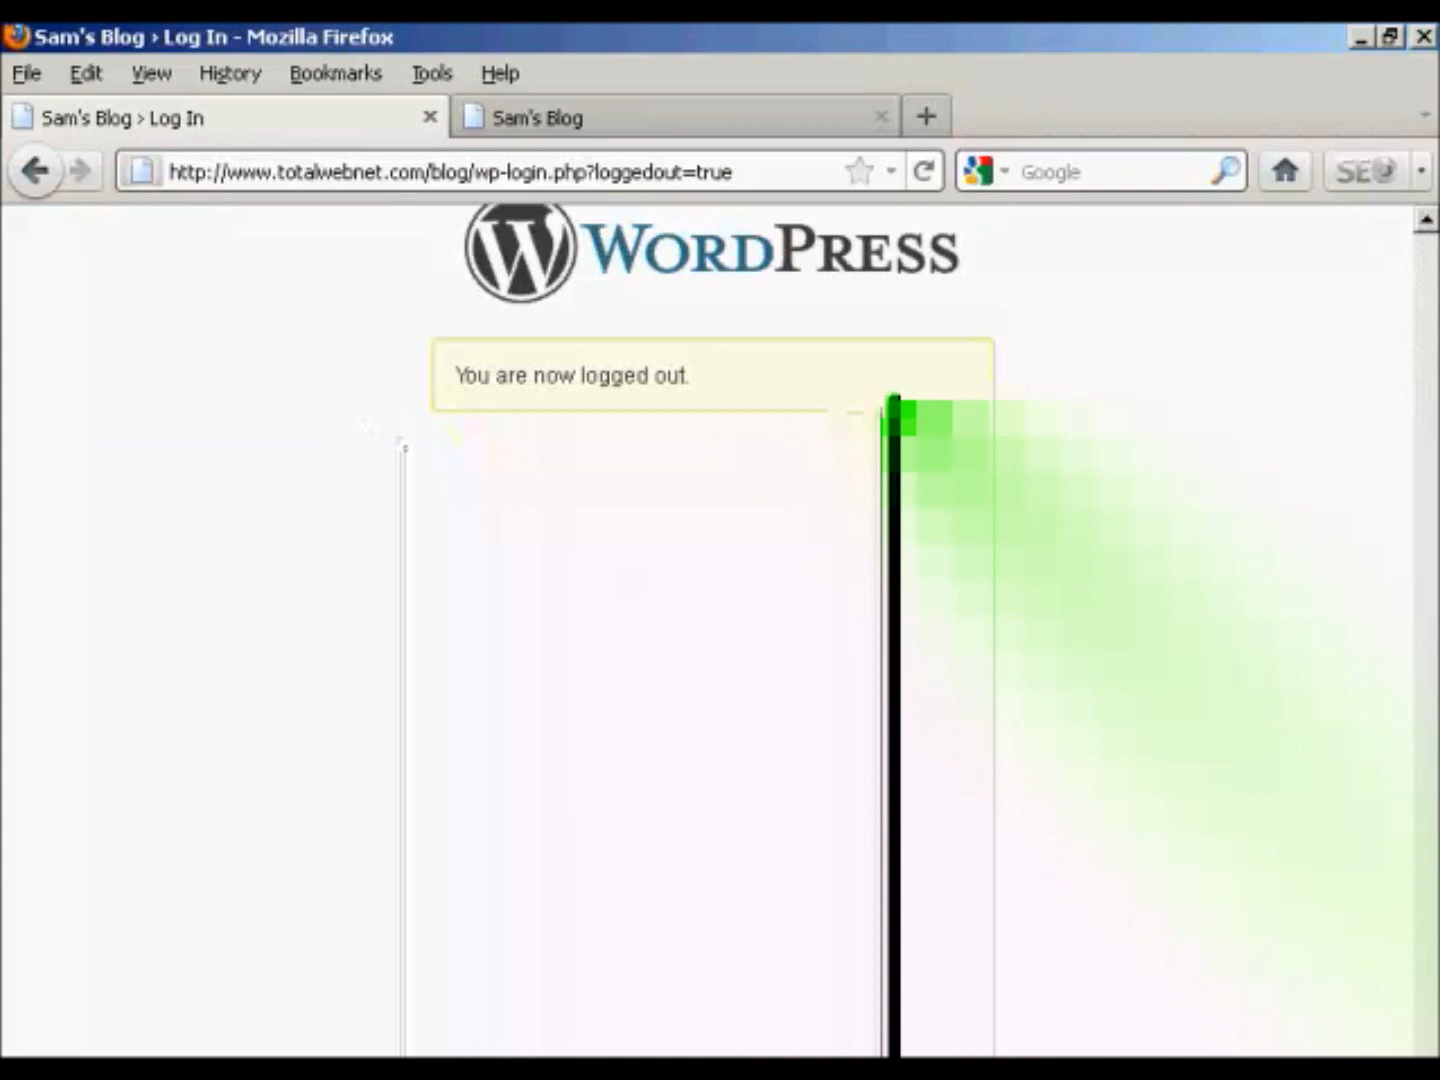 Sam's Blog › Log In - Mozilla Firefox
File Edit View History Bookmarks Tools Help
Sam's Blog › Log In
Sam's Blog
http://www.totalwebnet.com/blog/wp-login.php?loggedout=true
Google
SEO
WORDPRESS
You are now logged out.